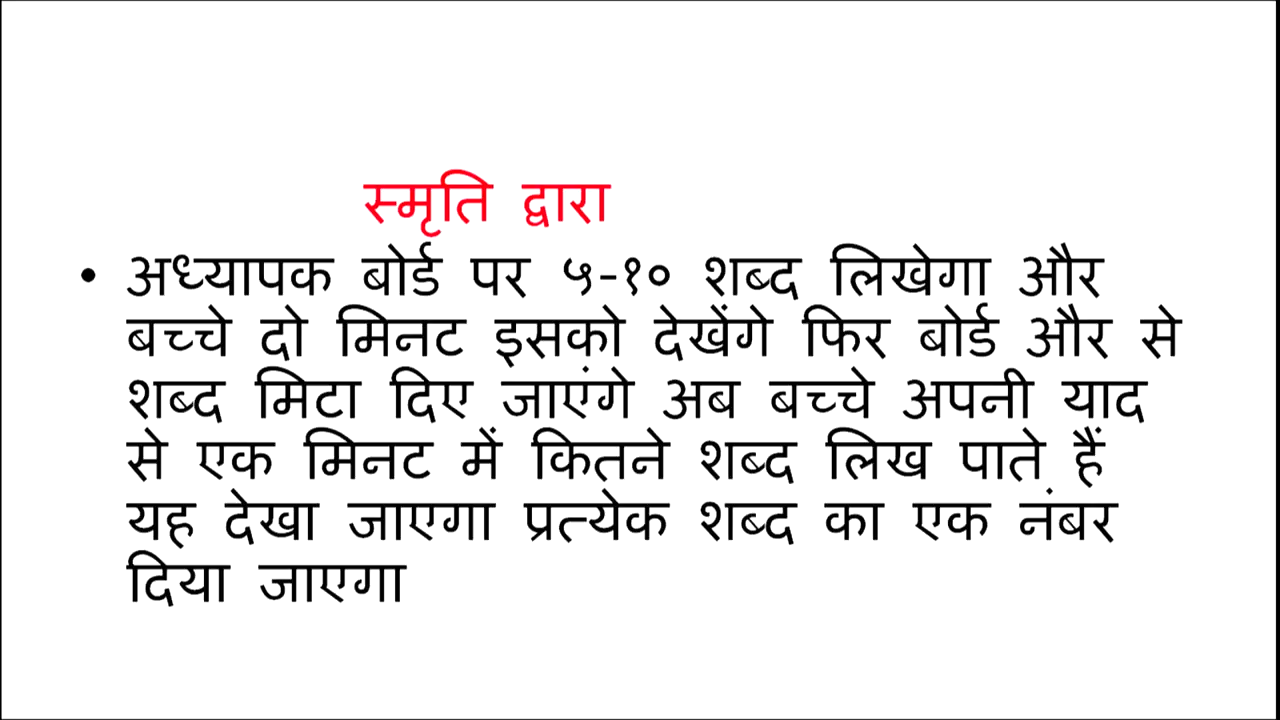 स्मृति द्वारा
• अध्यापक बोर्ड पर ५-१० शब्द लिखेगा और
बच्चे दो मिनट इसको देखेंगे फिर बोर्ड और से
शब्द मिटा दिए जाएंगे अब बच्चे अपनी याद
से एक मिनट में कितने शब्द लिख पाते हैं
यह देखा जाएगा प्रत्येक शब्द का एक नंबर
दिया जाएगा